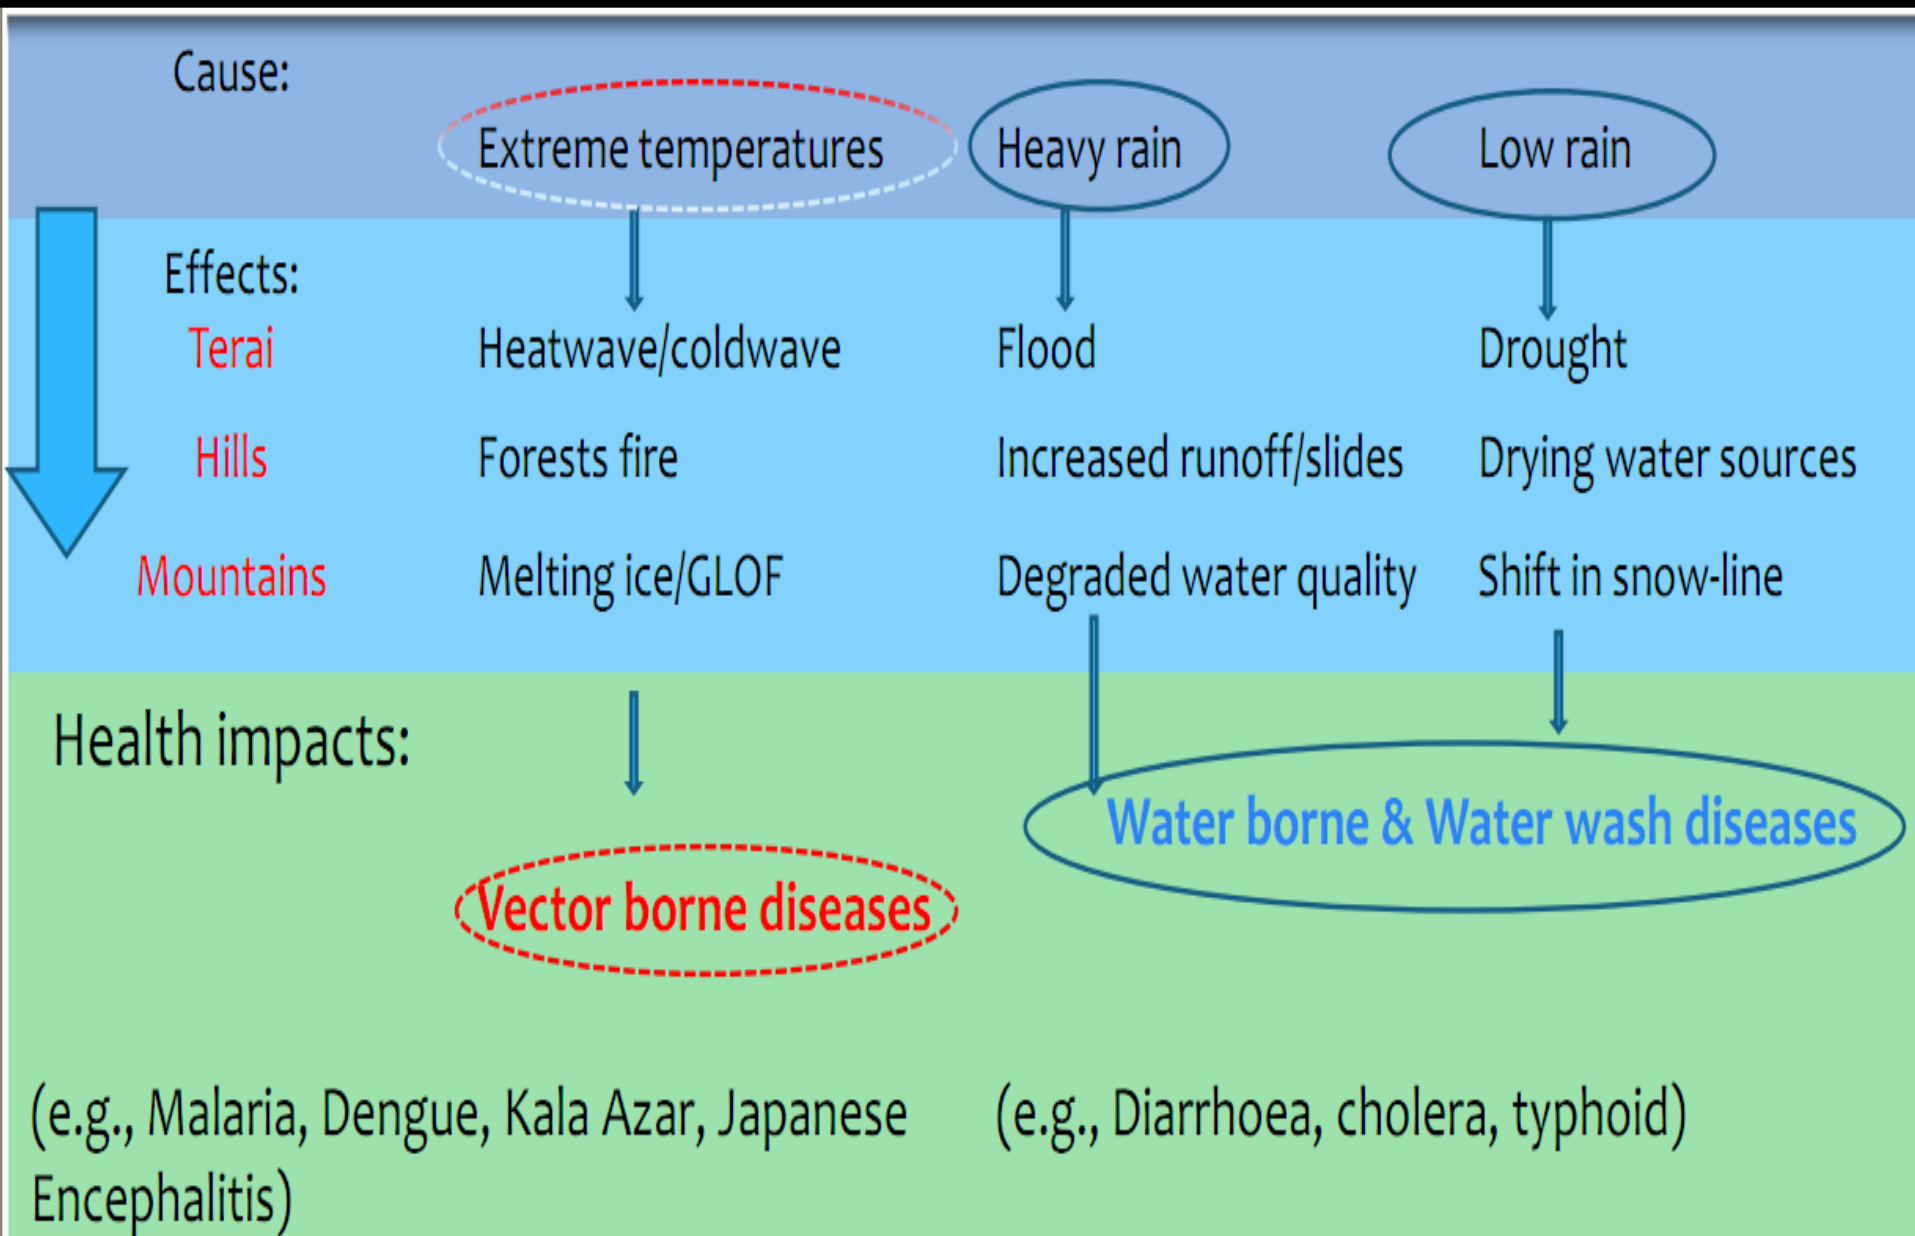 Cause:
Extreme temperatures Heavy rain Low rain
Effects:
Terai Heatwave/coldwave Flood Drought
Hills Forests fire Increased runoff/slides Drying water sources
Mountains Melting ice/GLOF Degraded water quality Shift in snow-line
Health impacts:
Water borne & Water wash diseases
Vector borne diseases
(e.g., Malaria, Dengue, Kala Azar, Japanese
Encephalitis)
(e.g., Diarrhoea, cholera, typhoid)